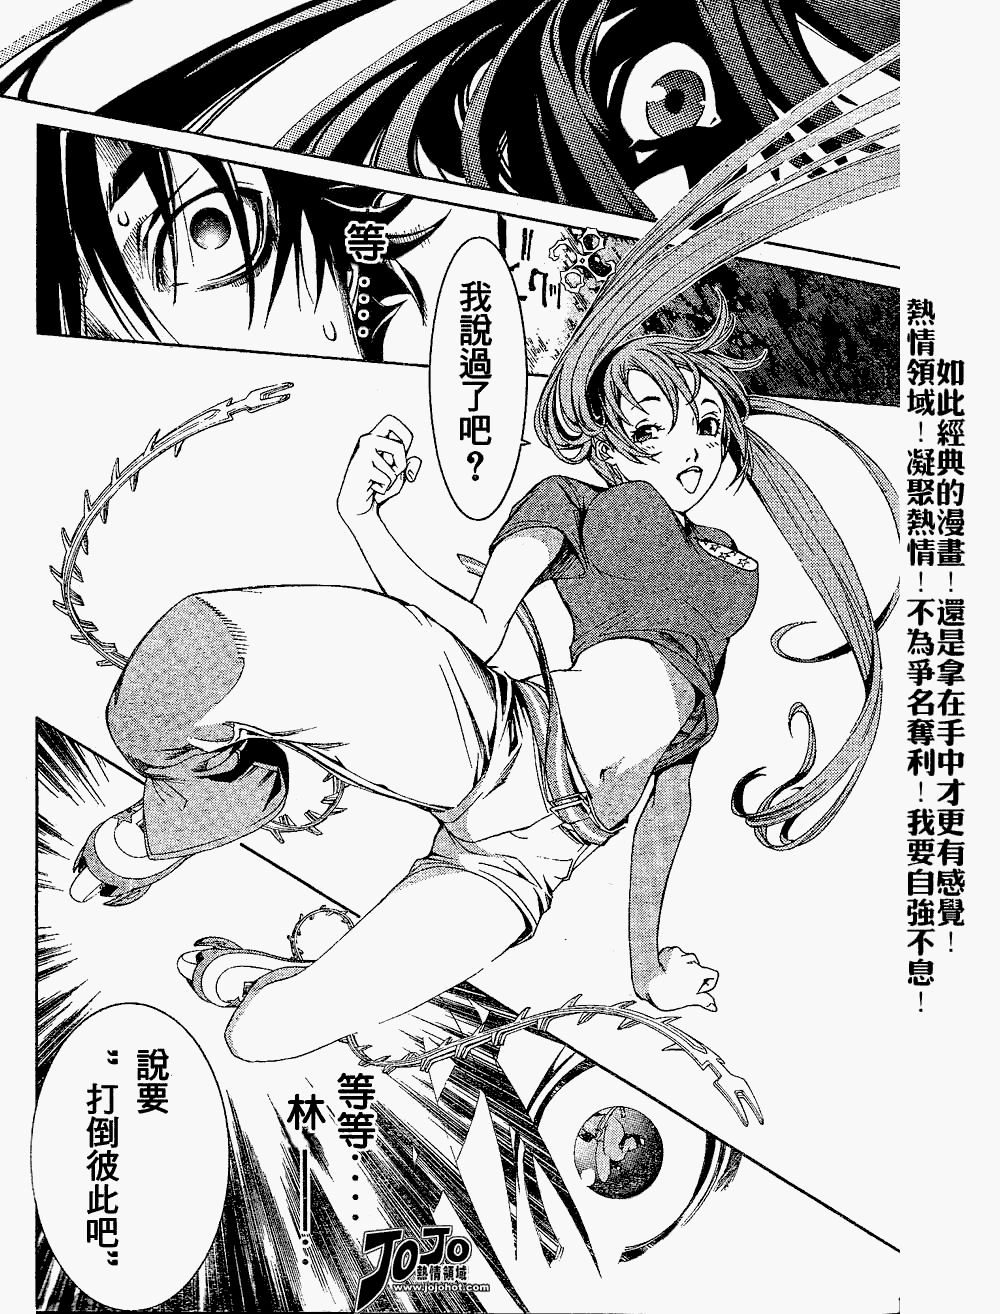 等....
我說過了吧？
說要
”打倒彼此吧”
等等....
林——..
如此經典的漫畫！還是拿在手中才更有感覺！
熱情領域！凝聚熱情！不為爭名奪利！我要自強不息！
JOJO
熱情領域
www.jojohot.com